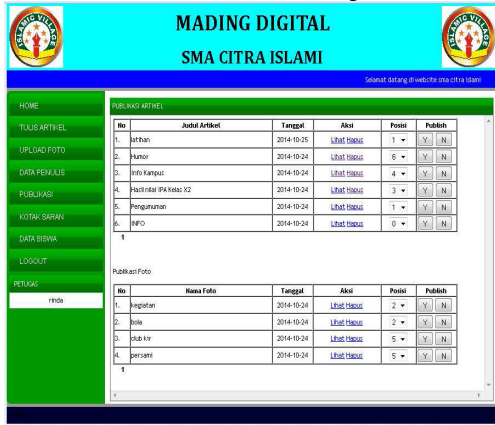 ISLAMIC VILLAGE
MADING DIGITAL
SMA CITRA ISLAMI
ISLAMIC VILLAGE
Selamat datang di website sma citra islami
HOME
TULIS ARTIKEL
UPLOAD FOTO
DATA PENULIS
PUBLIKASI
KOTAK SARAN
DATA SISWA
LOGOUT
PETUGAS
rinda
PUBLIKASI ARTIKEL
No Judul Artikel Tanggal Aksi Posisi Publish
1. latihan 2014-10-25 Lihat Hapus 1 Y N
2. Humor 2014-10-24 Lihat Hapus 6 Y N
3. Info Kampus 2014-10-24 Lihat Hapus 4 Y N
4. Hasil nilai IPA Kelas X2 2014-10-24 Lihat Hapus 3 Y N
5. Pengumuman 2014-10-24 Lihat Hapus 1 Y N
6. INFO 2014-10-24 Lihat Hapus 0 Y N
1
Publikasi Foto
No Nama Foto Tanggal Aksi Posisi Publish
1. kegiatan 2014-10-24 Lihat Hapus 2 Y N
2. bola 2014-10-24 Lihat Hapus 2 Y N
3. club kir 2014-10-24 Lihat Hapus 5 Y N
4. persami 2014-10-24 Lihat Hapus 5 Y N
1